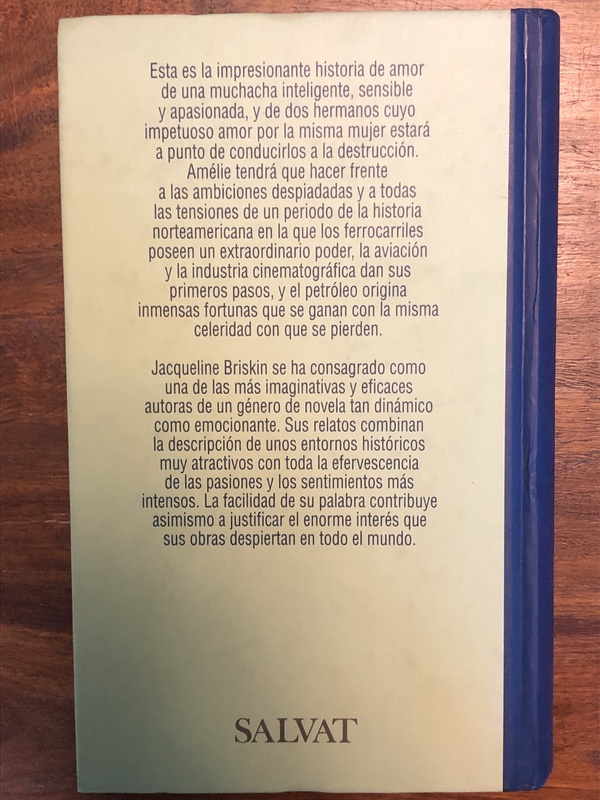 Esta es la impresionante historia de amor
de una muchacha inteligente, sensible
y apasionada, y de dos hermanos cuyo
impetuoso amor por la misma mujer estará
a punto de conducirlos a la destrucción.
Amélie tendrá que hacer frente
a las ambiciones despiadadas y a todas
las tensiones de un periodo de la historia
norteamericana en la que los ferrocarriles
poseen un extraordinario poder, la aviación
y la industria cinematográfica dan sus
primeros pasos, y el petróleo origina
inmensas fortunas que se ganan con la misma
celeridad con que se pierden.
Jacqueline Briskin se ha consagrado como
una de las más imaginativas y eficaces
autoras de un género de novela tan dinámico
como emocionante. Sus relatos combinan
la descripción de unos entornos históricos
muy atractivos con toda la efervescencia
de las pasiones y los sentimientos más
intensos. La facilidad de su palabra contribuye
asimismo a justificar el enorme interés que
sus obras despiertan en todo el mundo.
SALVAT